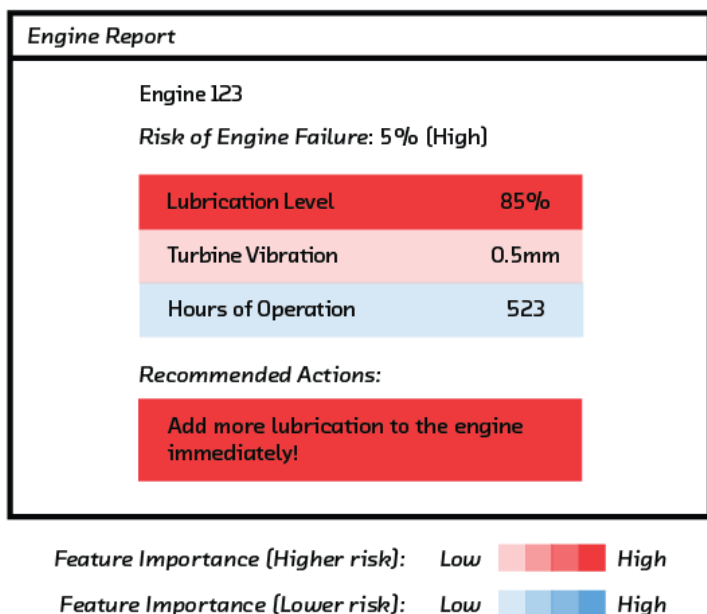 Engine Report
Engine 123
Risk of Engine Failure: 5% (High)
Lubrication Level 85%
Turbine Vibration 0.5mm
Hours of Operation 523
Recommended Actions:
Add more lubrication to the engine
immediately!
Feature Importance (Higher risk): Low High
Feature Importance (Lower risk): Low High